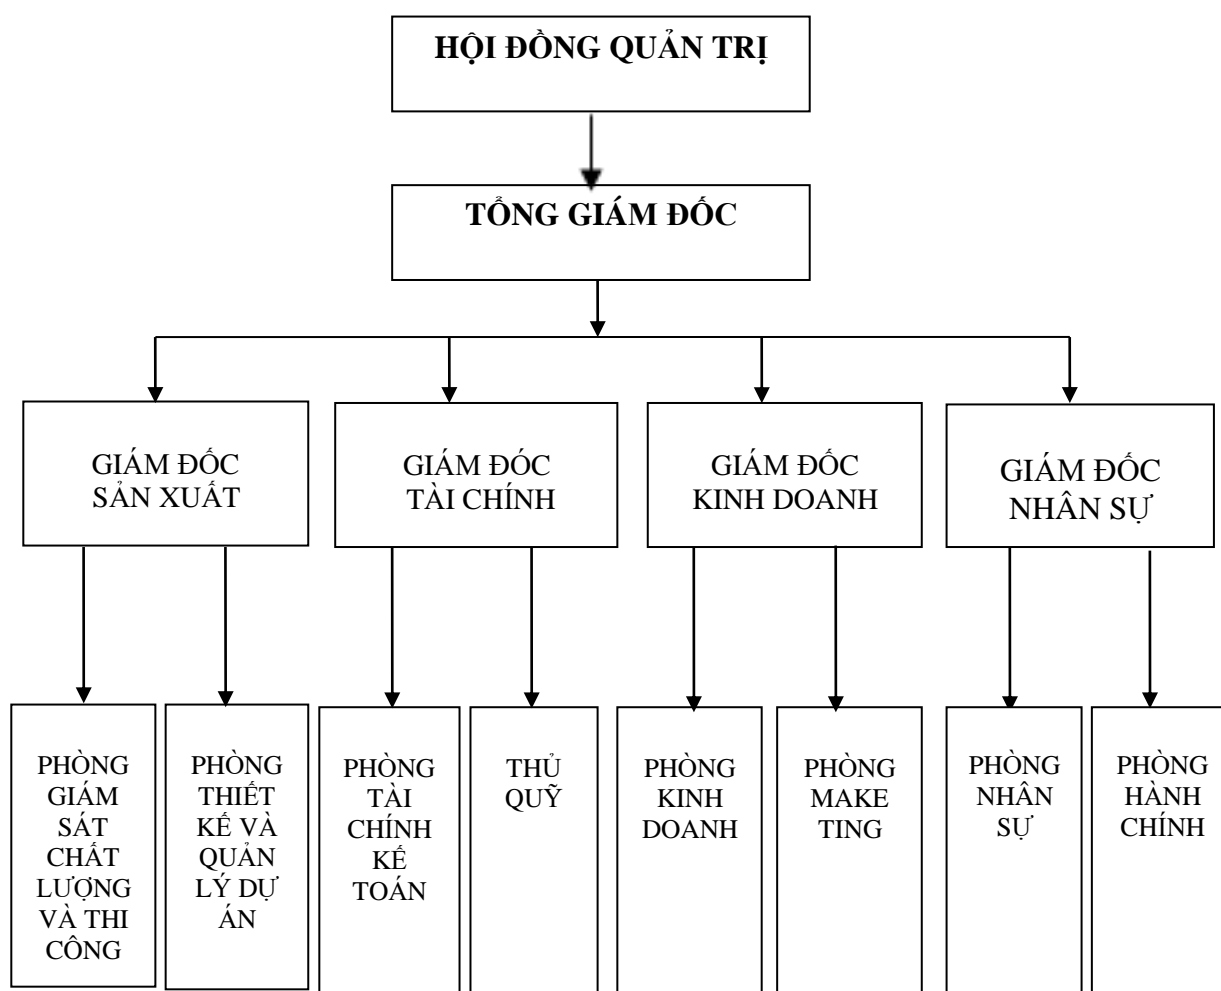 HỘI ĐỒNG QUẢN TRỊ
TỔNG GIÁM ĐỐC
GIÁM ĐỐC
SẢN XUẤT
GIÁM ĐÓC
TÀI CHÍNH
GIÁM ĐỐC
KINH DOANH
GIÁM ĐỐC
NHÂN SỰ
PHÒNG
GIÁM
SÁT
CHẤT
LƯỢNG
VÀ THI
CÔNG
PHÒNG
THIẾT
KẾ VÀ
QUẢN
LÝ DỰ
ÁN
PHÒNG
TÀI
CHÍNH
KẾ
TOÁN
THỦ
QUỸ
PHÒNG
KINH
DOANH
PHÒNG
MAKE
TING
PHÒNG
NHÂN
SỰ
PHÒNG
HÀNH
CHÍNH